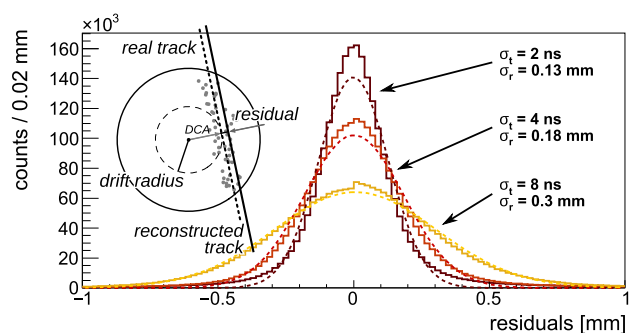 ×10³
160
140
120
100
80
60
40
20
0
counts / 0.02 mm
real track
DCA
residual
drift radius
reconstructed
track
σt = 2 ns
σr = 0.13 mm
σt = 4 ns
σr = 0.18 mm
σt = 8 ns
σr = 0.3 mm
−1 −0.5 0 0.5 1
residuals [mm]